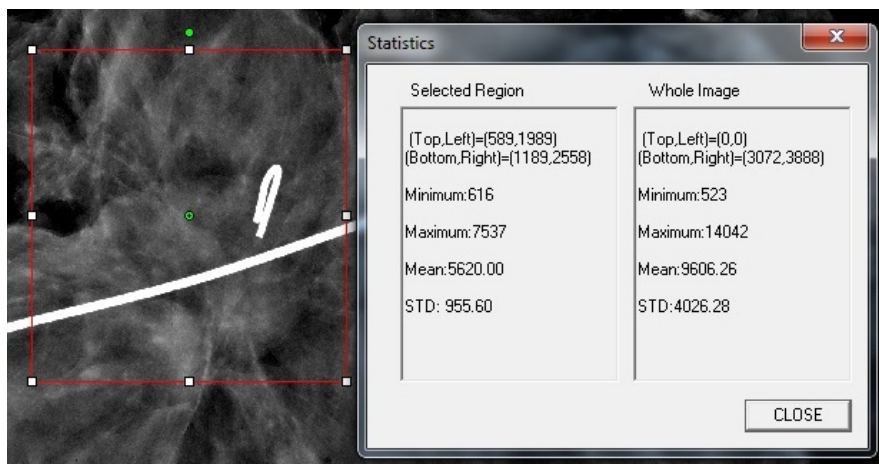 Statistics
Selected Region
(Top,Left)=(589,1989)
(Bottom,Right)=(1189,2558)
Minimum:616
Maximum:7537
Mean:5620.00
STD: 955.60
Whole Image
(Top,Left)=(0,0)
(Bottom,Right)=(3072,3888)
Minimum:523
Maximum:14042
Mean:9606.26
STD:4026.28
CLOSE